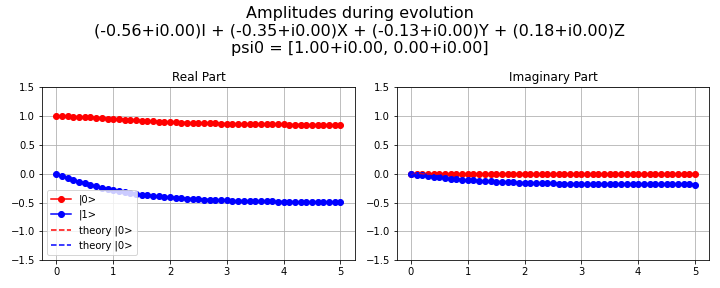 Amplitudes during evolution
(-0.56+i0.00)I + (-0.35+i0.00)X + (-0.13+i0.00)Y + (0.18+i0.00)Z
psi0 = [1.00+i0.00, 0.00+i0.00]
Real Part
1.5
1.0
0.5
0.0
−0.5
−1.0
−1.5
|0>
|1>
theory |0>
theory |0>
0 1 2 3 4 5
Imaginary Part
1.5
1.0
0.5
0.0
−0.5
−1.0
−1.5
0 1 2 3 4 5